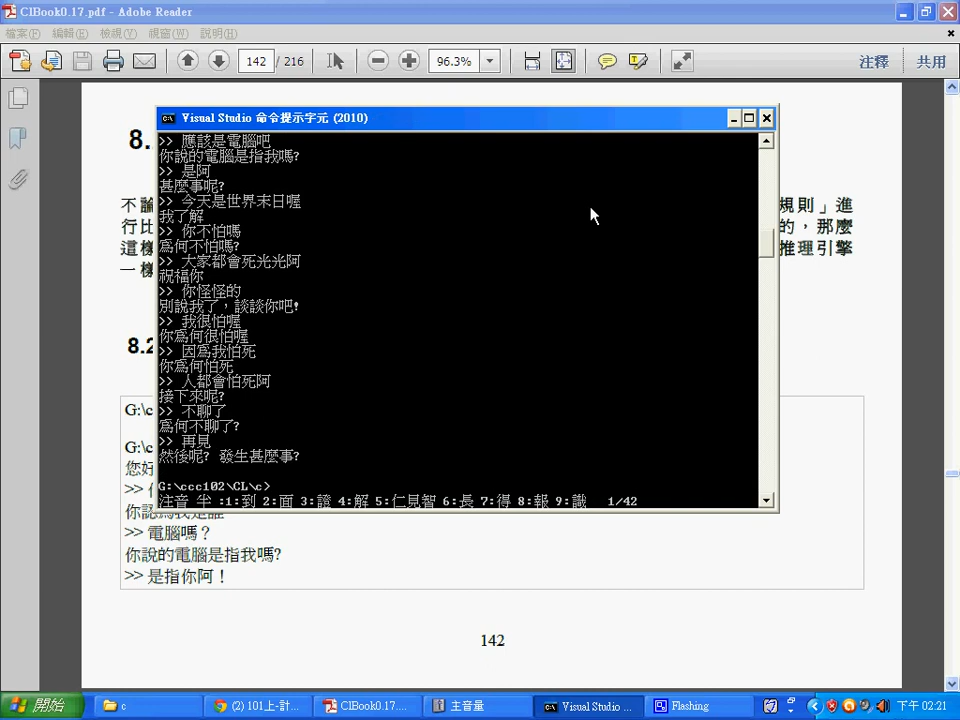 ClBook0.17.pdf - Adobe Reader
檔案(F) 編輯(E) 檢視(V) 視窗(W) 說明(H)
142 / 216 96.3% 注釋 共用
8.
Visual Studio 命令提示字元 (2010)
>> 應該是電腦吧
你說的電腦是指我嗎?
>> 是阿
甚麼事呢?
>> 今天是世界末日喔
我了解
>> 你不怕嗎
為何不怕嗎?
>> 大家都會死光光阿
祝福你
>> 你怪怪的
別說我了，談談你吧!
>> 我很怕喔
你為何很怕喔
>> 因為我怕死
你為何怕死
>> 人都會怕死阿
接下來呢?
>> 不聊了
為何不聊了?
>> 再見
然後呢? 發生甚麼事?
G:\ccc102\CL\c>
注音 半 :1:到 2:面 3:證 4:解 5:仁見智 6:長 7:得 8:報 9:識 1/42
不論 規則」進
行比 的，那麼
這樣 推理引擎
一樣
8.2
G:\c
G:\c
您好
>>
>> 電腦嗎？
你說的電腦是指我嗎?
>> 是指你阿！
142
開始 c (2) 101上-計... ClBook0.17.... 主音量 Visual Studio ... Flashing 下午 02:21